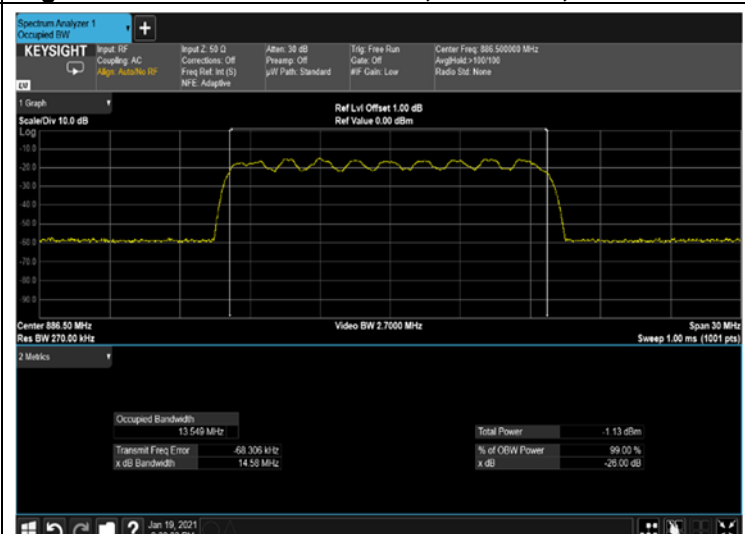 Spectrum Analyzer 1
Occupied BW
+
KEYSIGHT
Input: RF
Coupling: AC
Align: Auto/No RF
Input Z: 50 Ω
Corrections: Off
Freq Ref: Int (S)
NFE: Adaptive
Atten: 30 dB
Preamp: Off
µW Path: Standard
Trig: Free Run
Gate: Off
#IF Gain: Low
Center Freq: 886.500000 MHz
Avg|Hold:>100/100
Radio Std: None
1 Graph
Scale/Div 10.0 dB
Ref Lvl Offset 1.00 dB
Ref Value 0.00 dBm
Log
-10.0
-20.0
-30.0
-40.0
-50.0
-60.0
-70.0
-80.0
-90.0
Center 886.50 MHz
Video BW 2.7000 MHz
Span 30 MHz
Res BW 270.00 kHz
Sweep 1.00 ms (1001 pts)
2 Metrics
Occupied Bandwidth
13.549 MHz
Total Power -1.13 dBm
Transmit Freq Error -68.306 kHz
% of OBW Power 99.00 %
x dB Bandwidth 14.58 MHz
x dB -26.00 dB
?
Jan 19, 2021